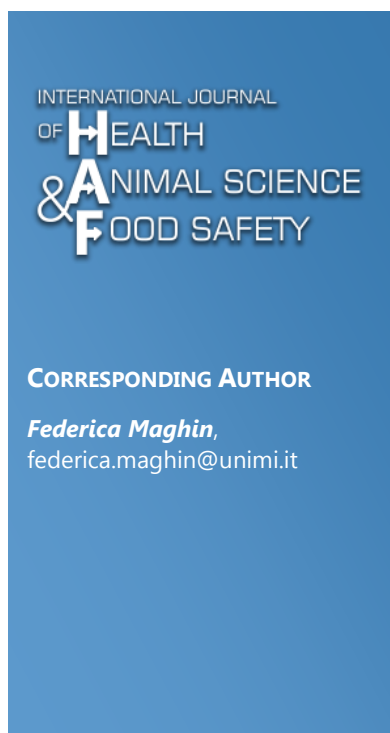 INTERNATIONAL JOURNAL
OF HEALTH
& ANIMAL SCIENCE
FOOD SAFETY
CORRESPONDING AUTHOR
Federica Maghin,
federica.maghin@unimi.it